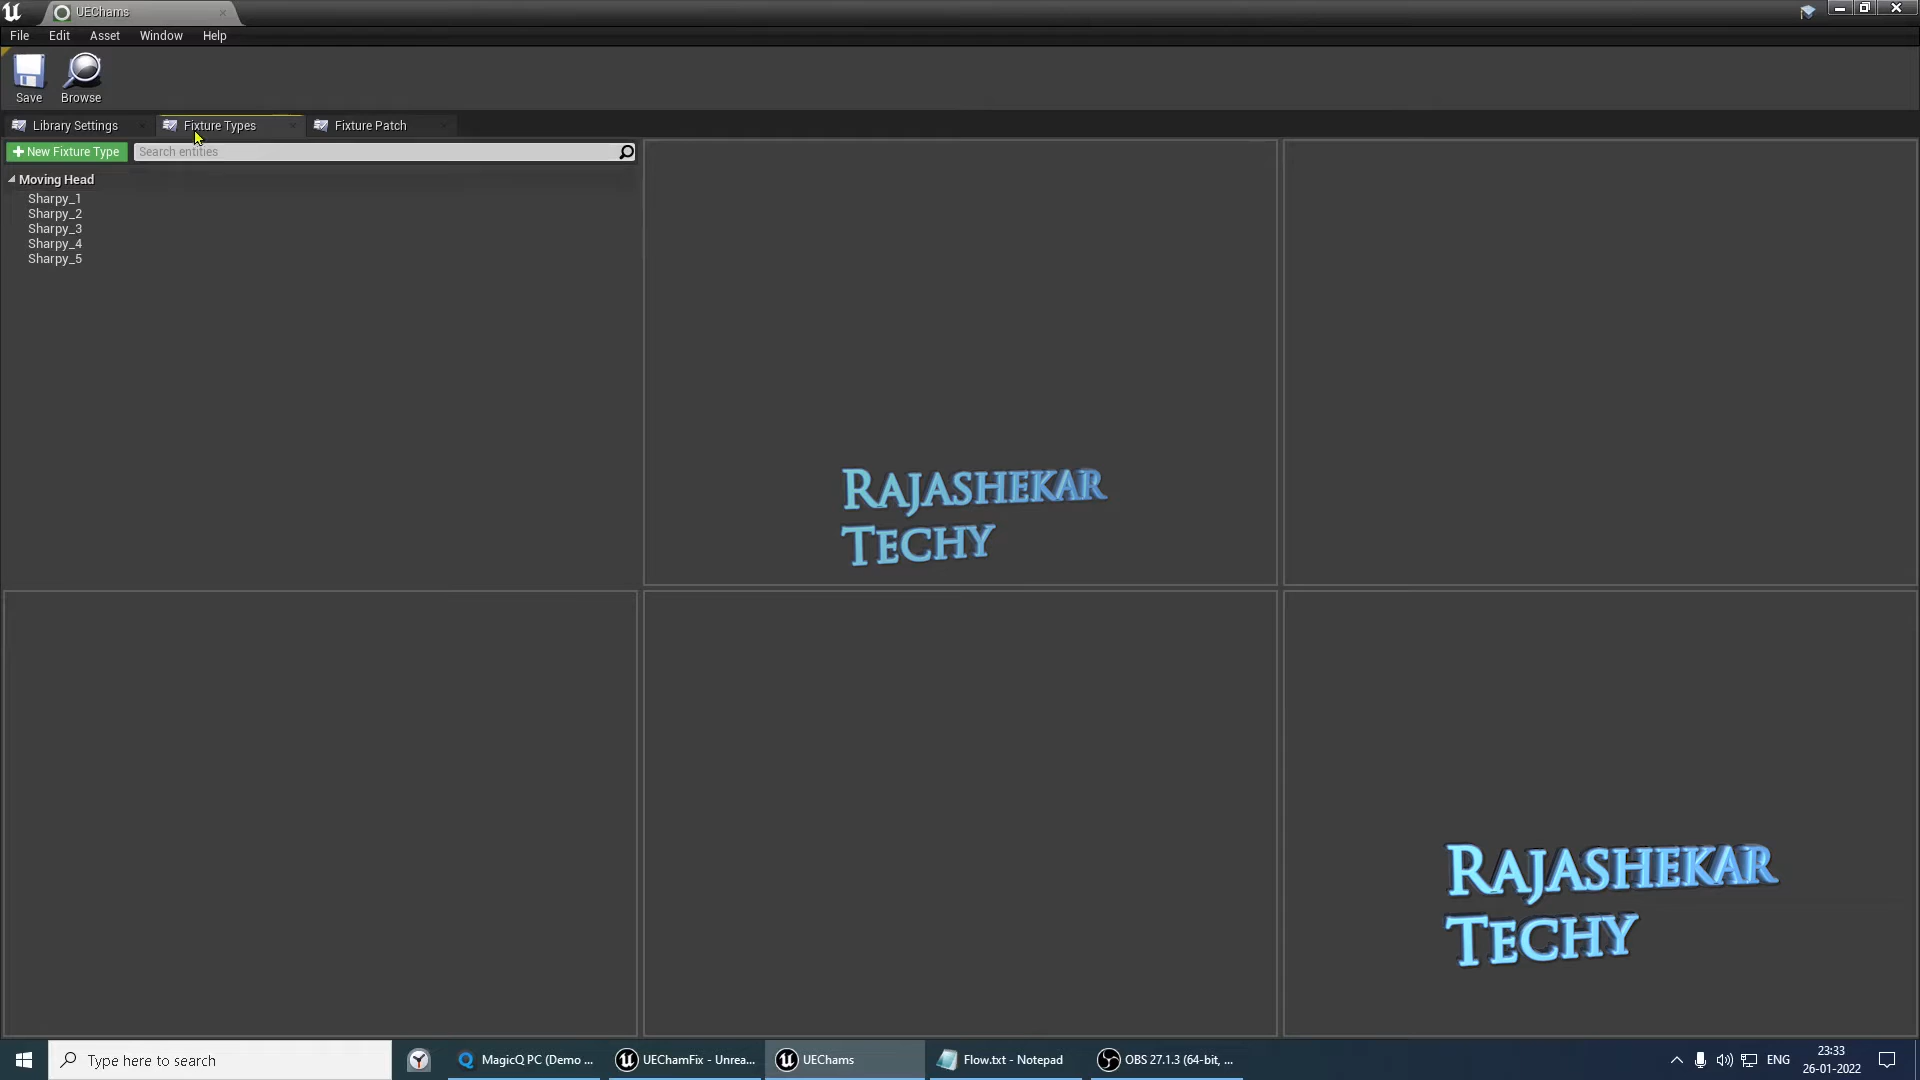 UEChams
File Edit Asset Window Help
Save Browse
Library Settings Fixture Types Fixture Patch
New Fixture Type Search entities
Moving Head
Sharpy_1
Sharpy_2
Sharpy_3
Sharpy_4
Sharpy_5
RAJASHEKAR
TECHY
RAJASHEKAR
TECHY
Type here to search MagicQ PC (Demo ... UEChamFix - Unrea... UEChams Flow.txt - Notepad OBS 27.1.3 (64-bit, ... ENG 23:33
26-01-2022